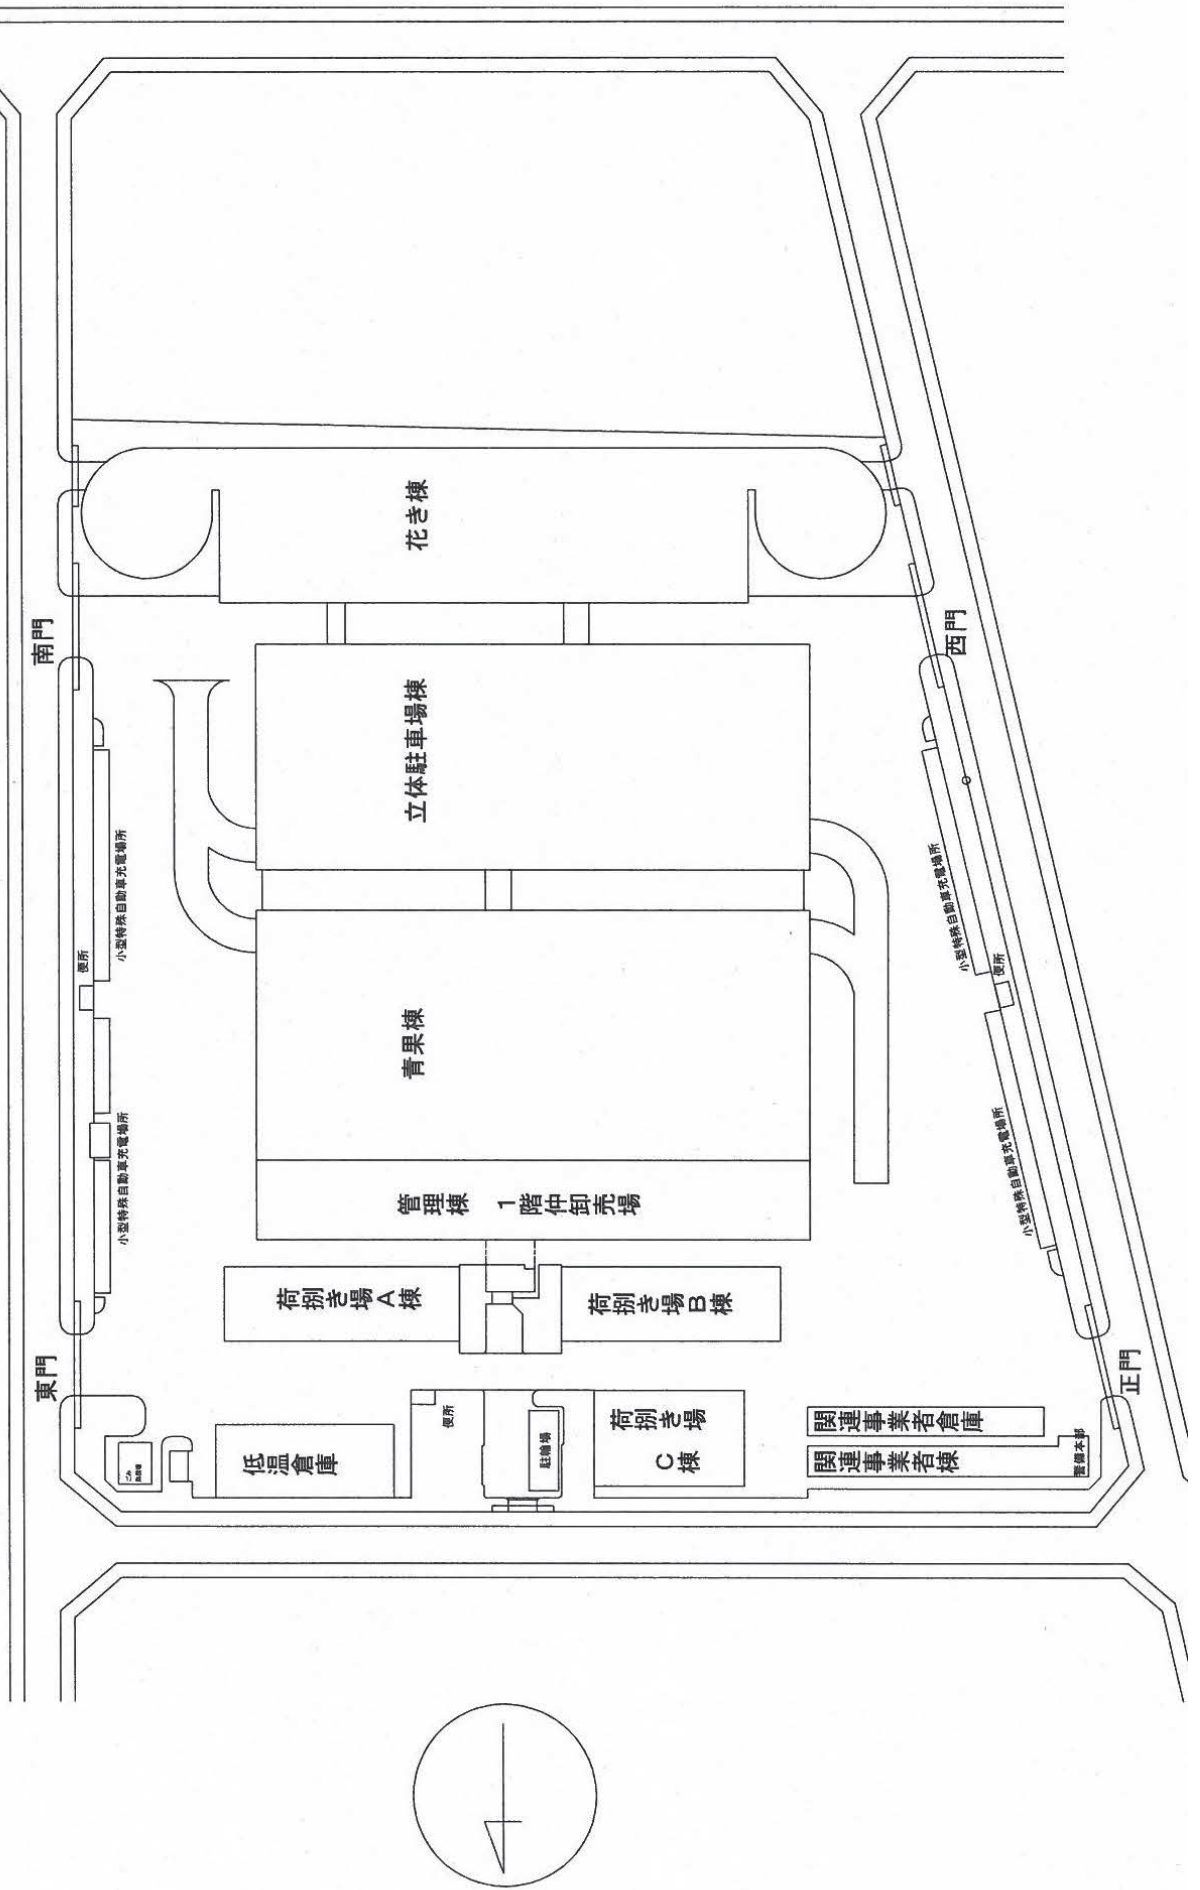 南門
西門
花き棟
立体駐車場棟
小型特殊自動車充電場所
便所
小型特殊自動車充電場所
小型特殊自動車充電場所
便所
小型特殊自動車充電場所
青果棟
管理棟 1階仲卸売場
荷捌き場A棟
荷捌き場B棟
東門
正門
低温倉庫
便所
駐輪場
荷捌き場
C棟
関連事業者倉庫
関連事業者棟
警備本部